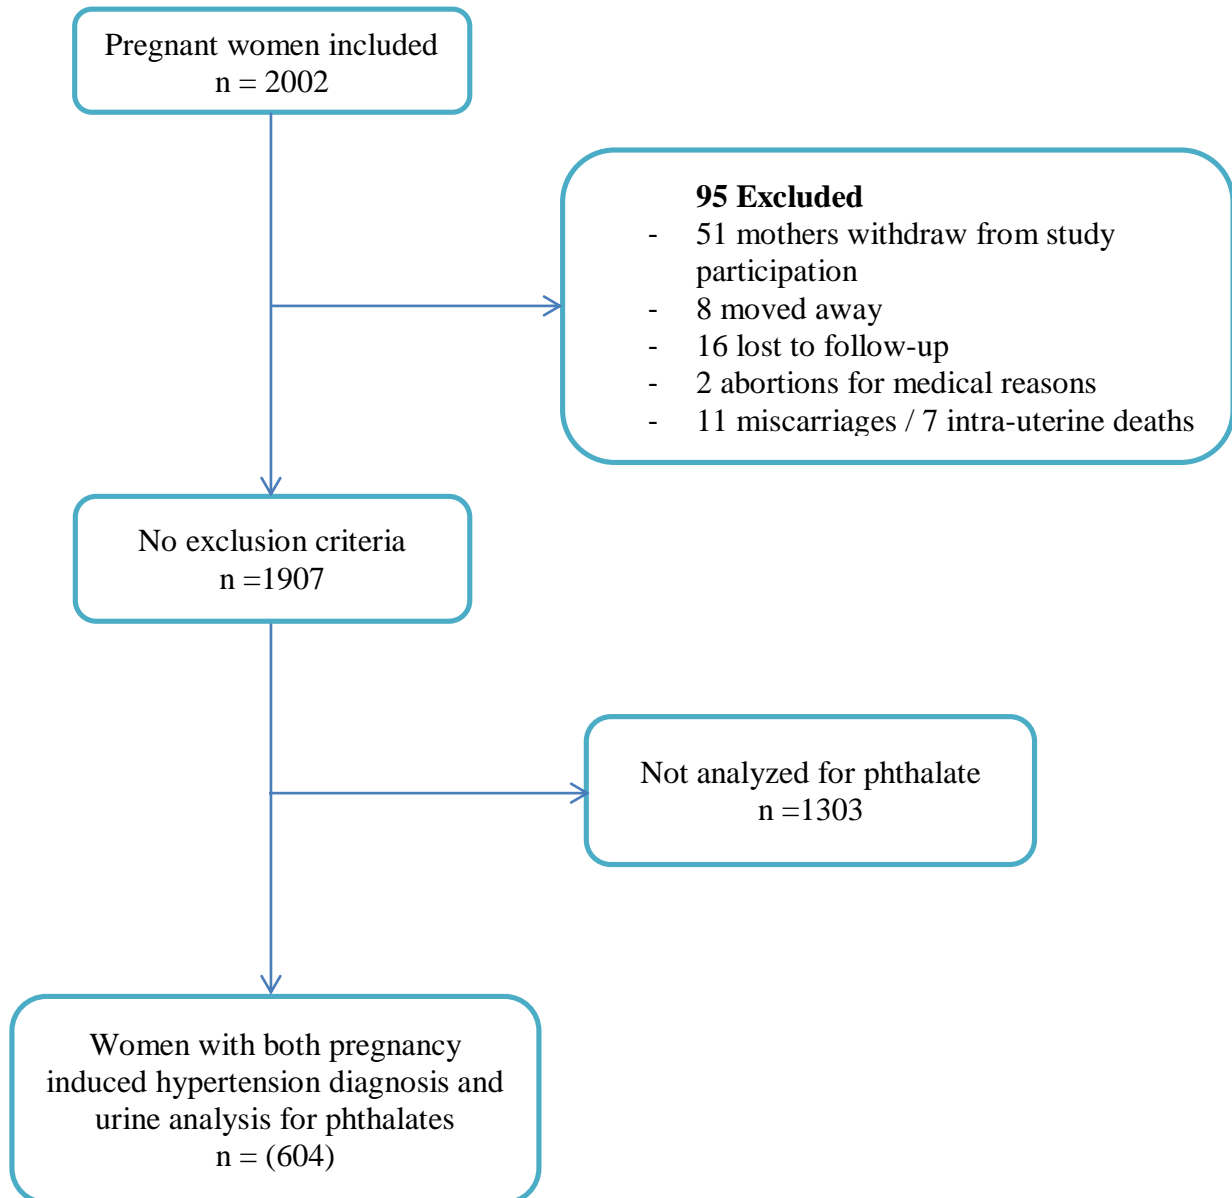 Pregnant women included
n = 2002
95 Excluded
- 51 mothers withdraw from study
participation
- 8 moved away
- 16 lost to follow-up
- 2 abortions for medical reasons
- 11 miscarriages / 7 intra-uterine deaths
No exclusion criteria
n =1907
Not analyzed for phthalate
n =1303
Women with both pregnancy
induced hypertension diagnosis and
urine analysis for phthalates
n = (604)